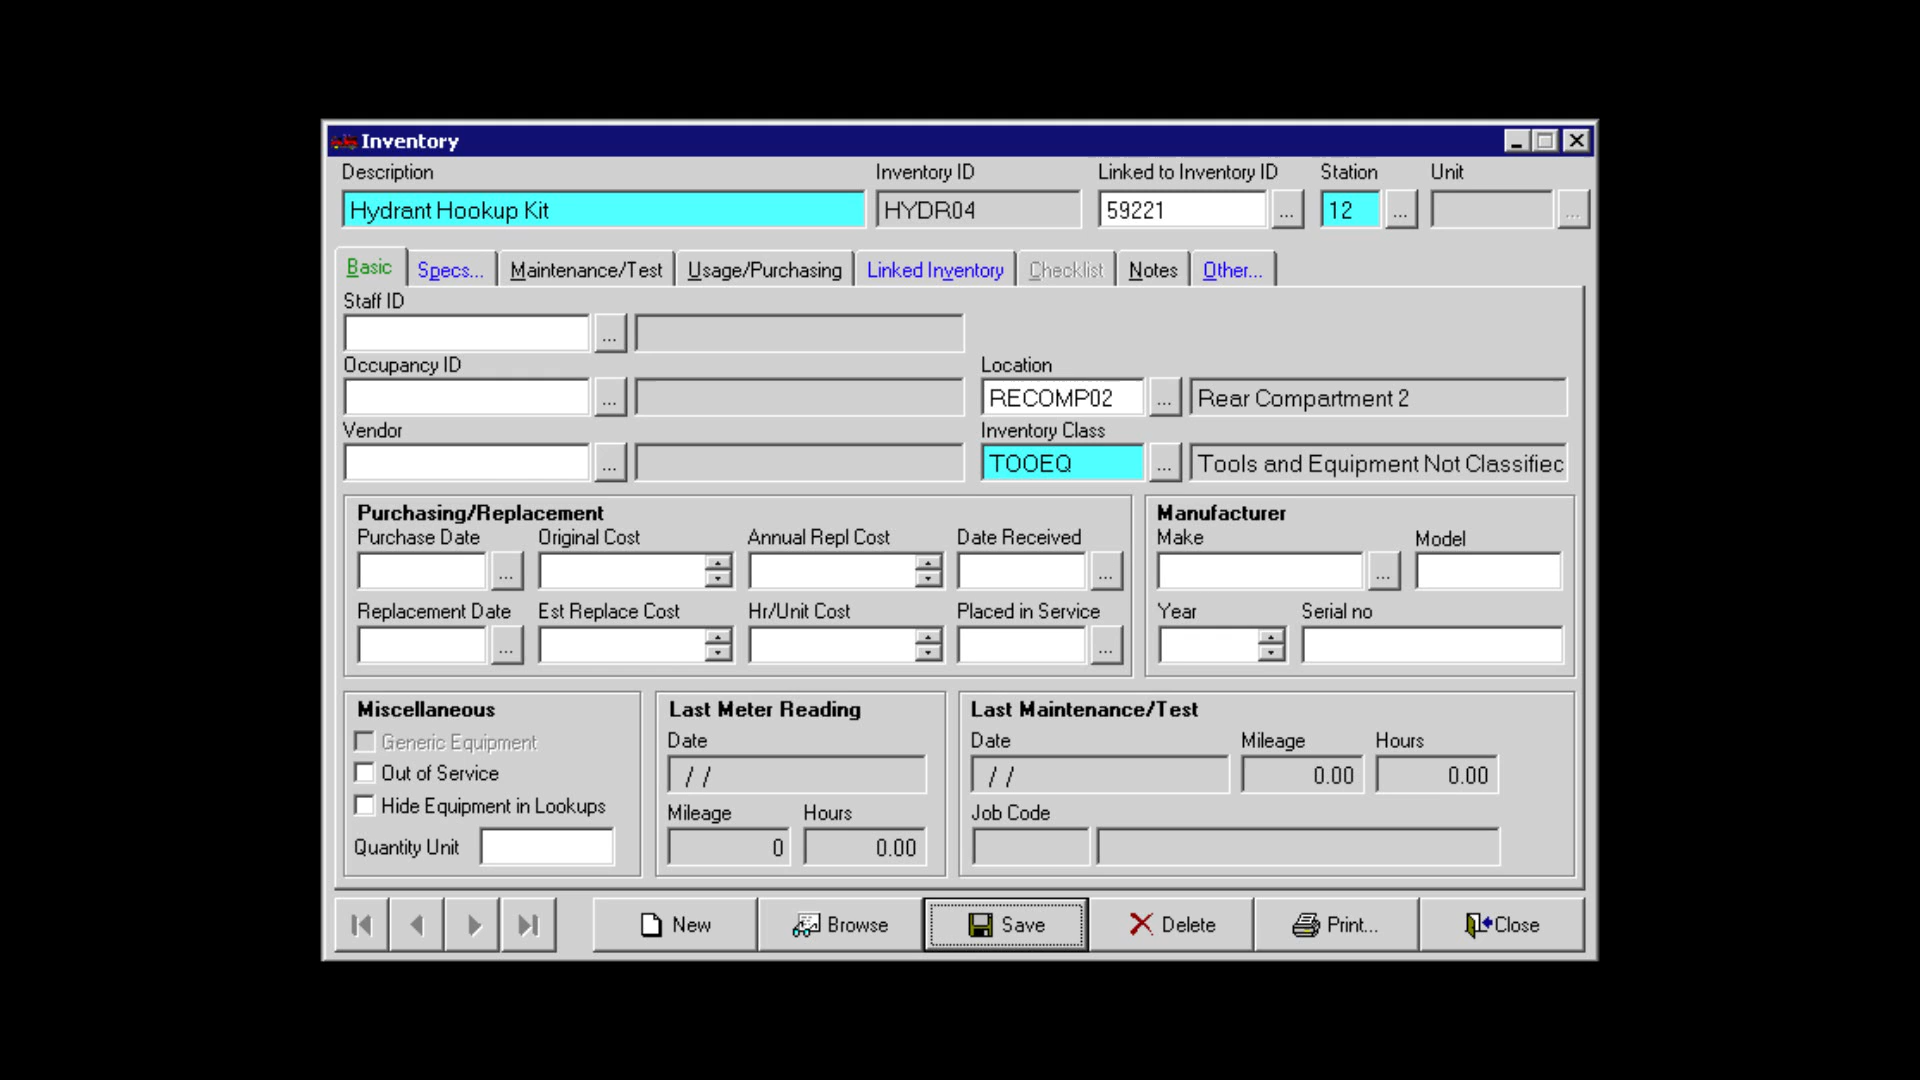 Inventory
Description Inventory ID Linked to Inventory ID Station Unit
Hydrant Hookup Kit HYDR04 59221 ... 12 ... ...
Basic Specs... Maintenance/Test Usage/Purchasing Linked Inventory Checklist Notes Other...
Staff ID
...
Occupancy ID Location
... RECOMP02 ... Rear Compartment 2
Vendor Inventory Class
... TOOEQ ... Tools and Equipment Not Classifiec
Purchasing/Replacement Manufacturer
Purchase Date Original Cost Annual Repl Cost Date Received Make Model
... ... ...
Replacement Date Est Replace Cost Hr/Unit Cost Placed in Service Year Serial no
... ...
Miscellaneous Last Meter Reading Last Maintenance/Test
Generic Equipment Date Date Mileage Hours
Out of Service / / / / 0.00 0.00
Hide Equipment in Lookups Mileage Hours Job Code
Quantity Unit 0 0.00
New Browse Save Delete Print... Close